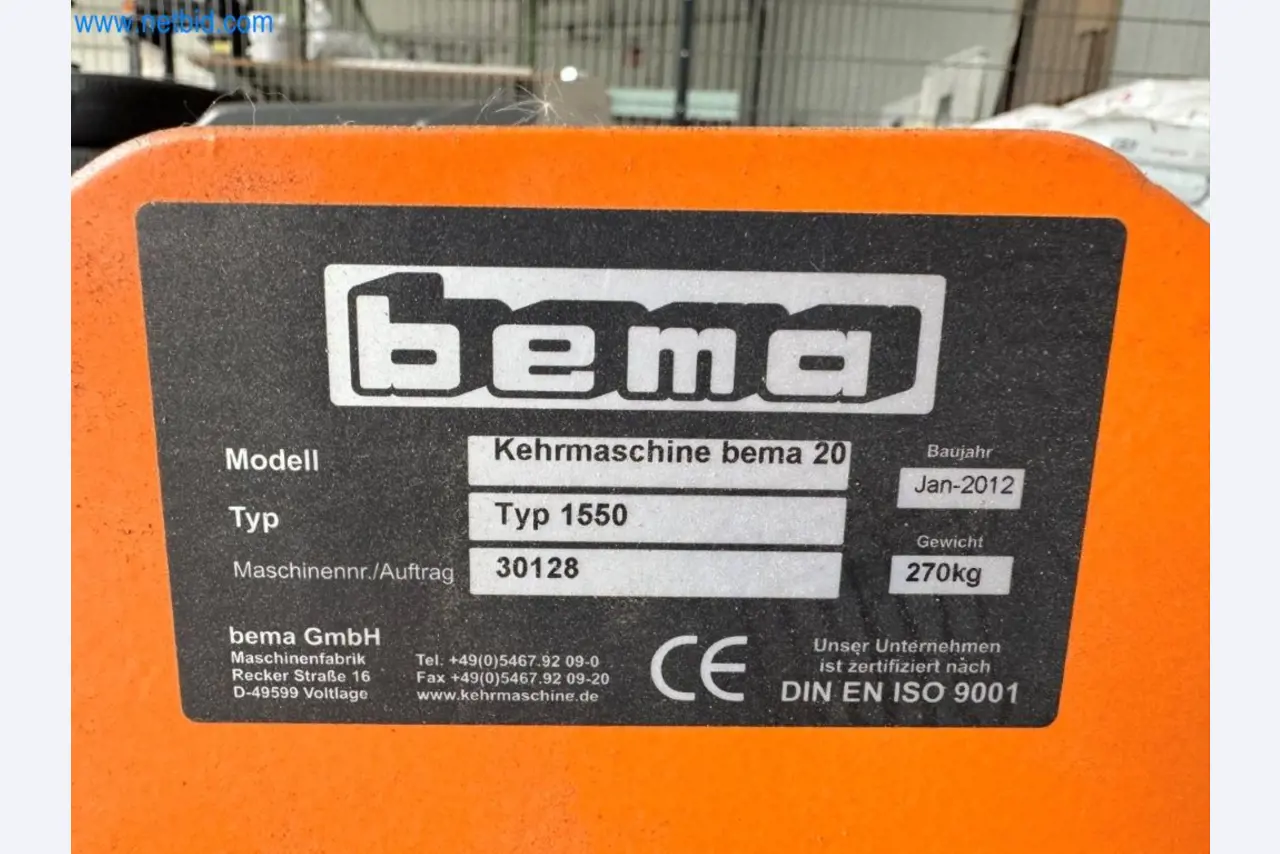 www.netbid.com
bema
Modell Kehrmaschine bema 20
Baujahr
Jan-2012
Typ Typ 1550
Gewicht
270kg
Maschinennr./Auftrag 30128
bema GmbH
Maschinenfabrik
Recker Straße 16
D-49599 Voltlage
Tel. +49(0)5467.92 09-0
Fax +49(0)5467.92 09-20
www.kehrmaschine.de
CE
Unser Unternehmen
ist zertifiziert nach
DIN EN ISO 9001